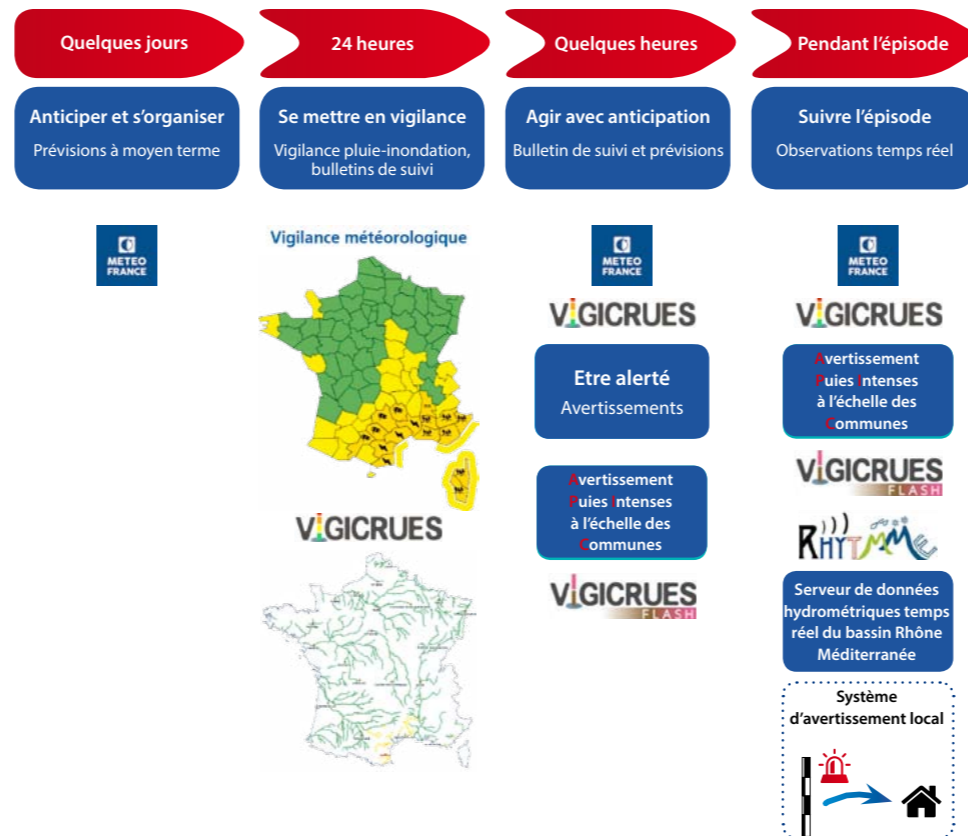 Quelques jours
24 heures
Quelques heures
Pendant l'épisode
Anticiper et s'organiser
Prévisions à moyen terme
Se mettre en vigilance
Vigilance pluie-inondation,
bulletins de suivi
Agir avec anticipation
Bulletin de suivi et prévisions
Suivre l'épisode
Observations temps réel
METEO
FRANCE
Vigilance météorologique
VIGICRUES
METEO
FRANCE
VIGICRUES
Etre alerté
Avertissements
Avertissement
Puies Intenses
à l'échelle des
Communes
VIGICRUES
FLASH
METEO
FRANCE
VIGICRUES
Avertissement
Puies Intenses
à l'échelle des
Communes
VIGICRUES
FLASH
RHYTMME
Serveur de données
hydrométriques temps
réel du bassin Rhône
Méditerranée
Système
d'avertissement local